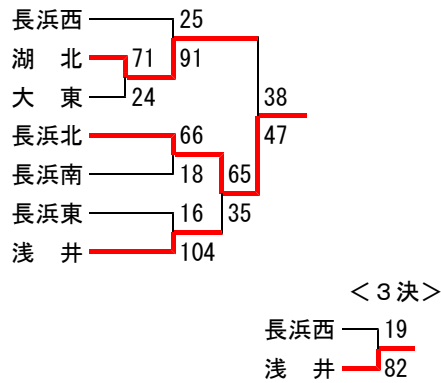 長浜西 25
湖　北 71 91
大　東 24 38
長浜北 66 47
長浜南 18 65
長浜東 16 35
浅　井 104
＜３決＞
長浜西 19
浅　井 82